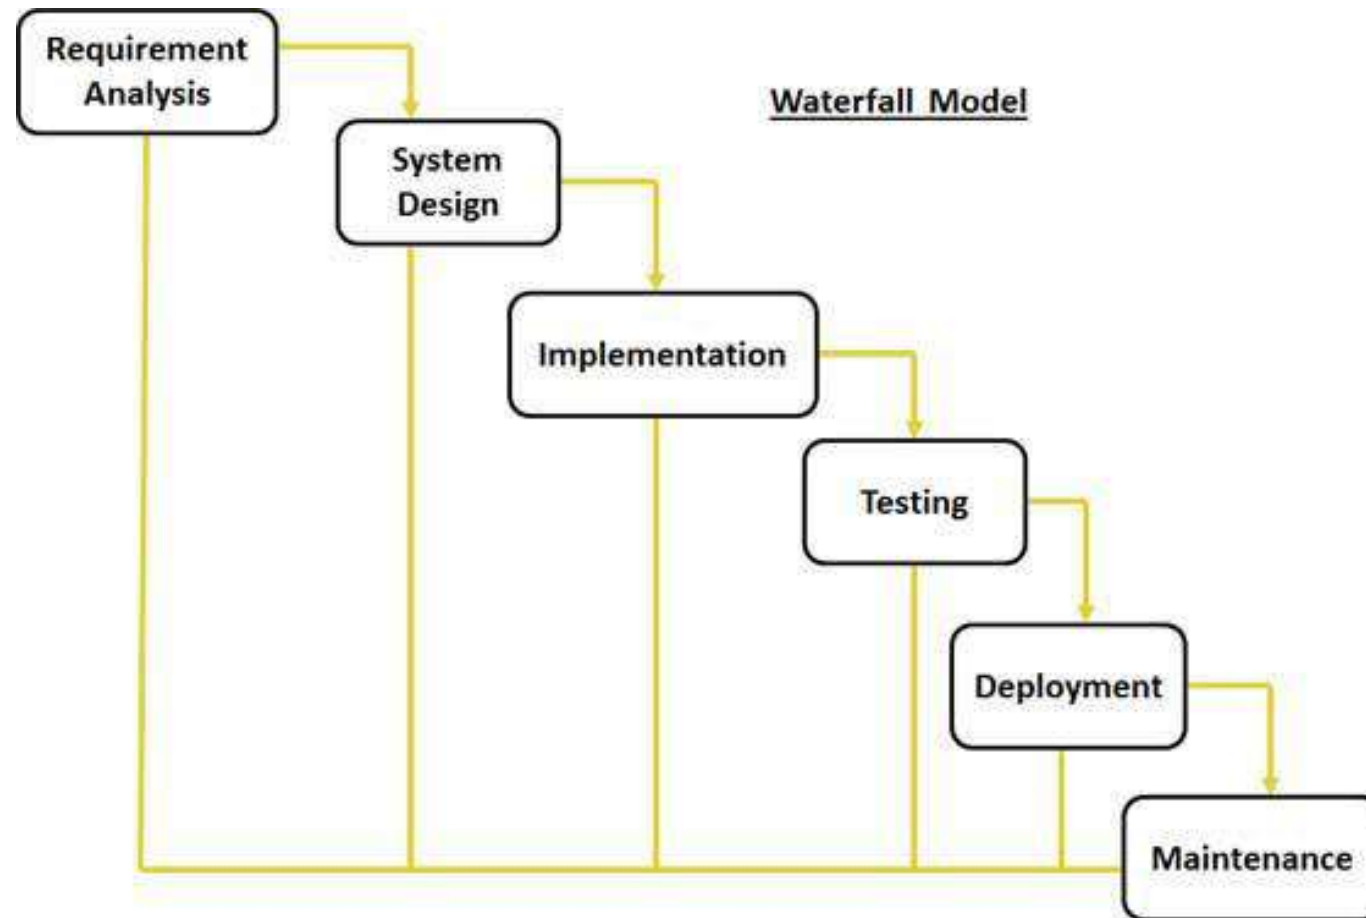 Requirement
Analysis
Waterfall Model
System
Design
Implementation
Testing
Deployment
Maintenance